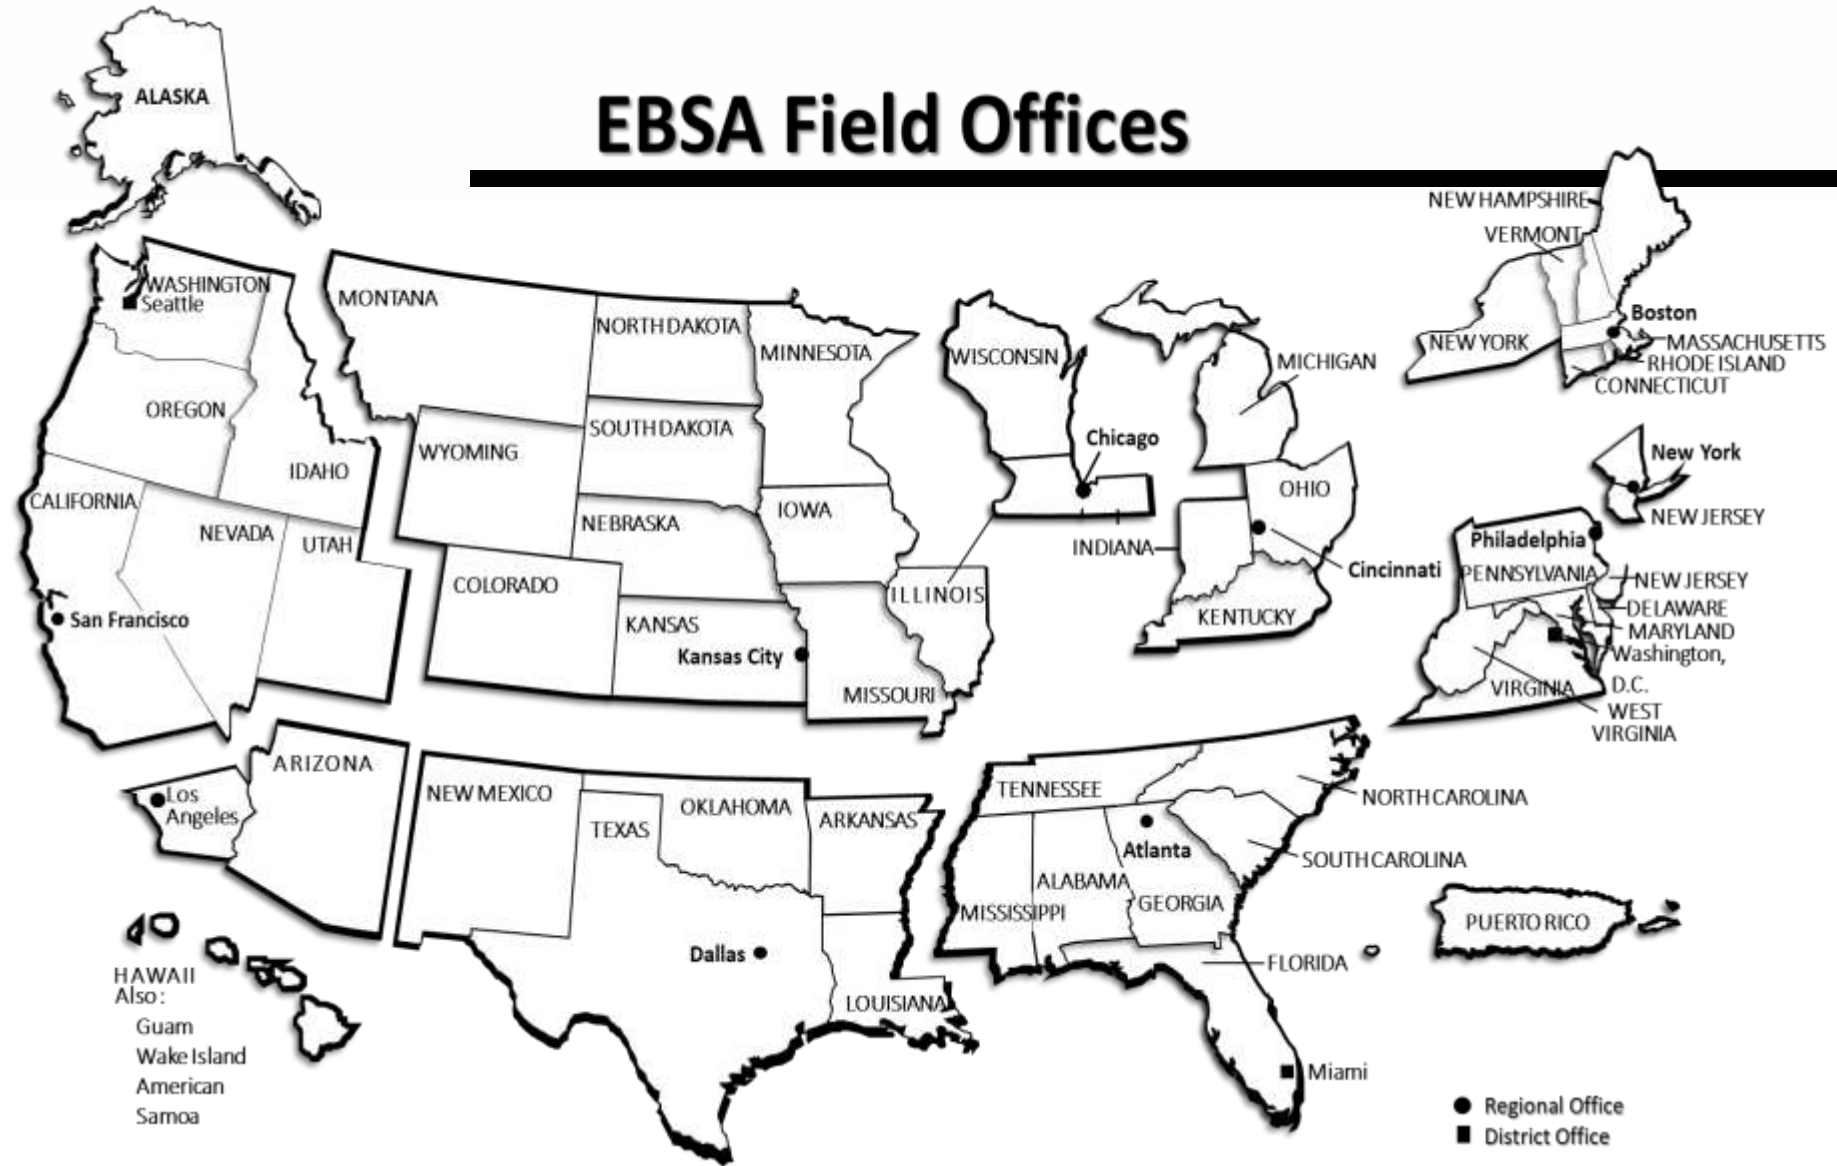 EBSA Field Offices
ALASKA
WASHINGTON
Seattle
OREGON
IDAHO
CALIFORNIA
NEVADA
UTAH
San Francisco
MONTANA
NORTH DAKOTA
MINNESOTA
WYOMING
SOUTH DAKOTA
NEBRASKA
IOWA
COLORADO
KANSAS
Kansas City
MISSOURI
ILLINOIS
WISCONSIN
Chicago
INDIANA
MICHIGAN
OHIO
Cincinnati
KENTUCKY
NEW HAMPSHIRE
VERMONT
NEW YORK
Boston
MASSACHUSETTS
RHODE ISLAND
CONNECTICUT
New York
NEW JERSEY
Philadelphia
PENNSYLVANIA
NEW JERSEY
DELAWARE
MARYLAND
Washington,
D.C.
VIRGINIA
WEST
VIRGINIA
Los
Angeles
ARIZONA
NEW MEXICO
TEXAS
OKLAHOMA
ARKANSAS
Dallas
LOUISIANA
TENNESSEE
NORTH CAROLINA
SOUTH CAROLINA
Atlanta
ALABAMA
GEORGIA
MISSISSIPPI
FLORIDA
Miami
PUERTO RICO
HAWAII
Also :
Guam
Wake Island
American
Samoa
Regional Office
District Office